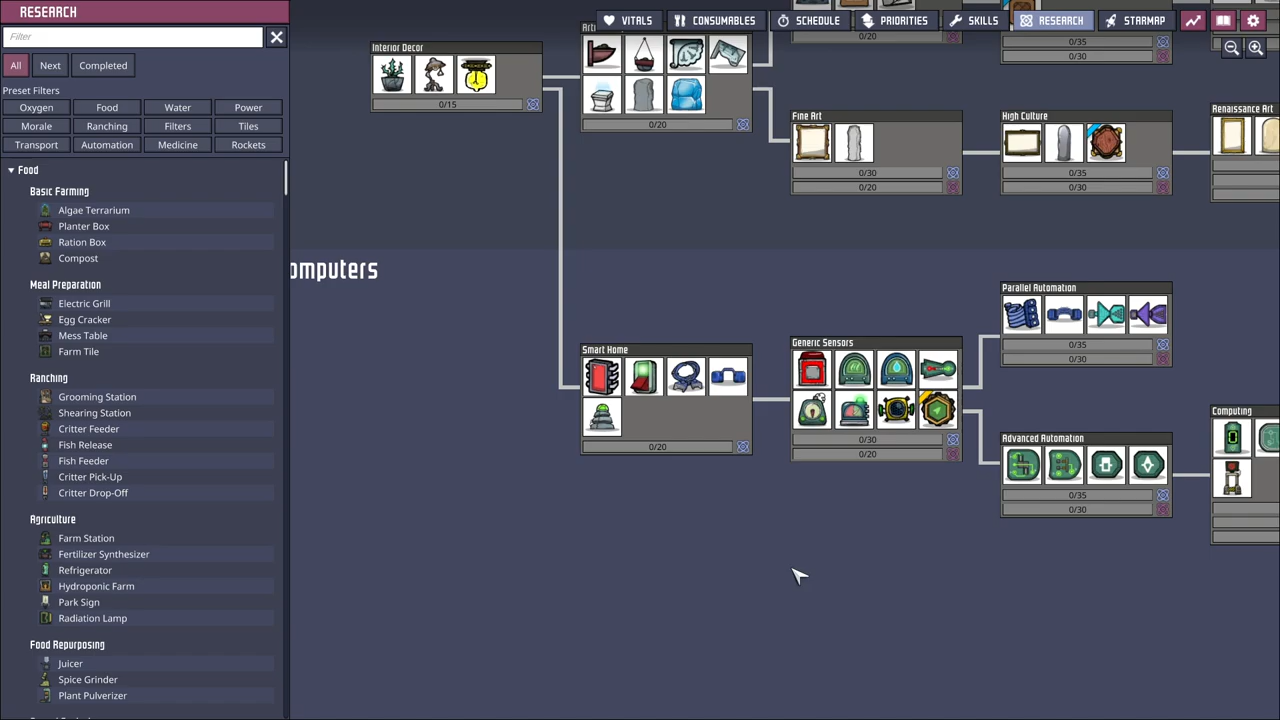 RESEARCH
VITALS
CONSUMABLES
SCHEDULE
PRIORITIES
SKILLS
RESEARCH
STARMAP
Filter
All
Next
Completed
Preset Filters
Oxygen
Food
Water
Power
Morale
Ranching
Filters
Tiles
Transport
Automation
Medicine
Rockets
Food
Basic Farming
Algae Terrarium
Planter Box
Ration Box
Compost
Meal Preparation
Electric Grill
Egg Cracker
Mess Table
Farm Tile
Ranching
Grooming Station
Shearing Station
Critter Feeder
Fish Release
Fish Feeder
Critter Pick-Up
Critter Drop-Off
Agriculture
Farm Station
Fertilizer Synthesizer
Refrigerator
Hydroponic Farm
Park Sign
Radiation Lamp
Food Repurposing
Juicer
Spice Grinder
Plant Pulverizer
Interior Decor
0/15
0/20
0/20
0/35
0/30
Fine Art
0/30
0/20
High Culture
0/35
0/30
Renaissance Art
omputers
Smart Home
0/20
Generic Sensors
0/30
0/20
Parallel Automation
0/35
0/30
Advanced Automation
0/35
0/30
Computing